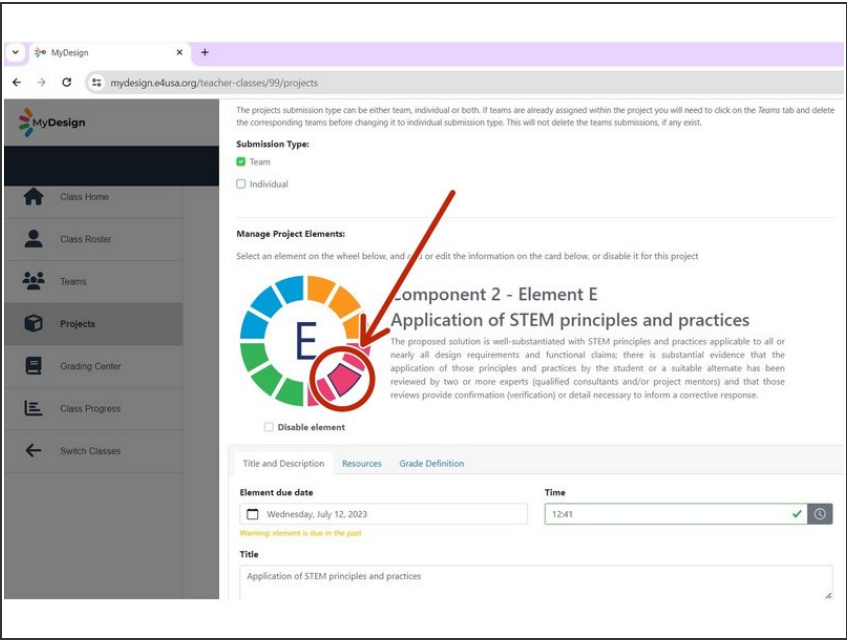 MyDesign
mydesign.e4usa.org/teacher-classes/99/projects
MyDesign
Class Home
Class Roster
Teams
Projects
Grading Center
Class Progress
Switch Classes
The projects submission type can be either team, individual or both. If teams are already assigned within the project you will need to click on the Teams tab and delete
the corresponding teams before changing it to individual submission type. This will not delete the teams submissions, if any exist.
Submission Type:
Team
Individual
Manage Project Elements:
Select an element on the wheel below, and or edit the information on the card below, or disable it for this project
E
Component 2 - Element E
Application of STEM principles and practices
The proposed solution is well-substantiated with STEM principles and practices applicable to all or
nearly all design requirements and functional claims; there is substantial evidence that the
application of those principles and practices by the student or a suitable alternate has been
reviewed by two or more experts (qualified consultants and/or project mentors) and that those
reviews provide confirmation (verification) or detail necessary to inform a corrective response.
Disable element
Title and Description Resources Grade Definition
Element due date
Wednesday, July 12, 2023
Warning: element is due in the past
Time
12:41
Title
Application of STEM principles and practices